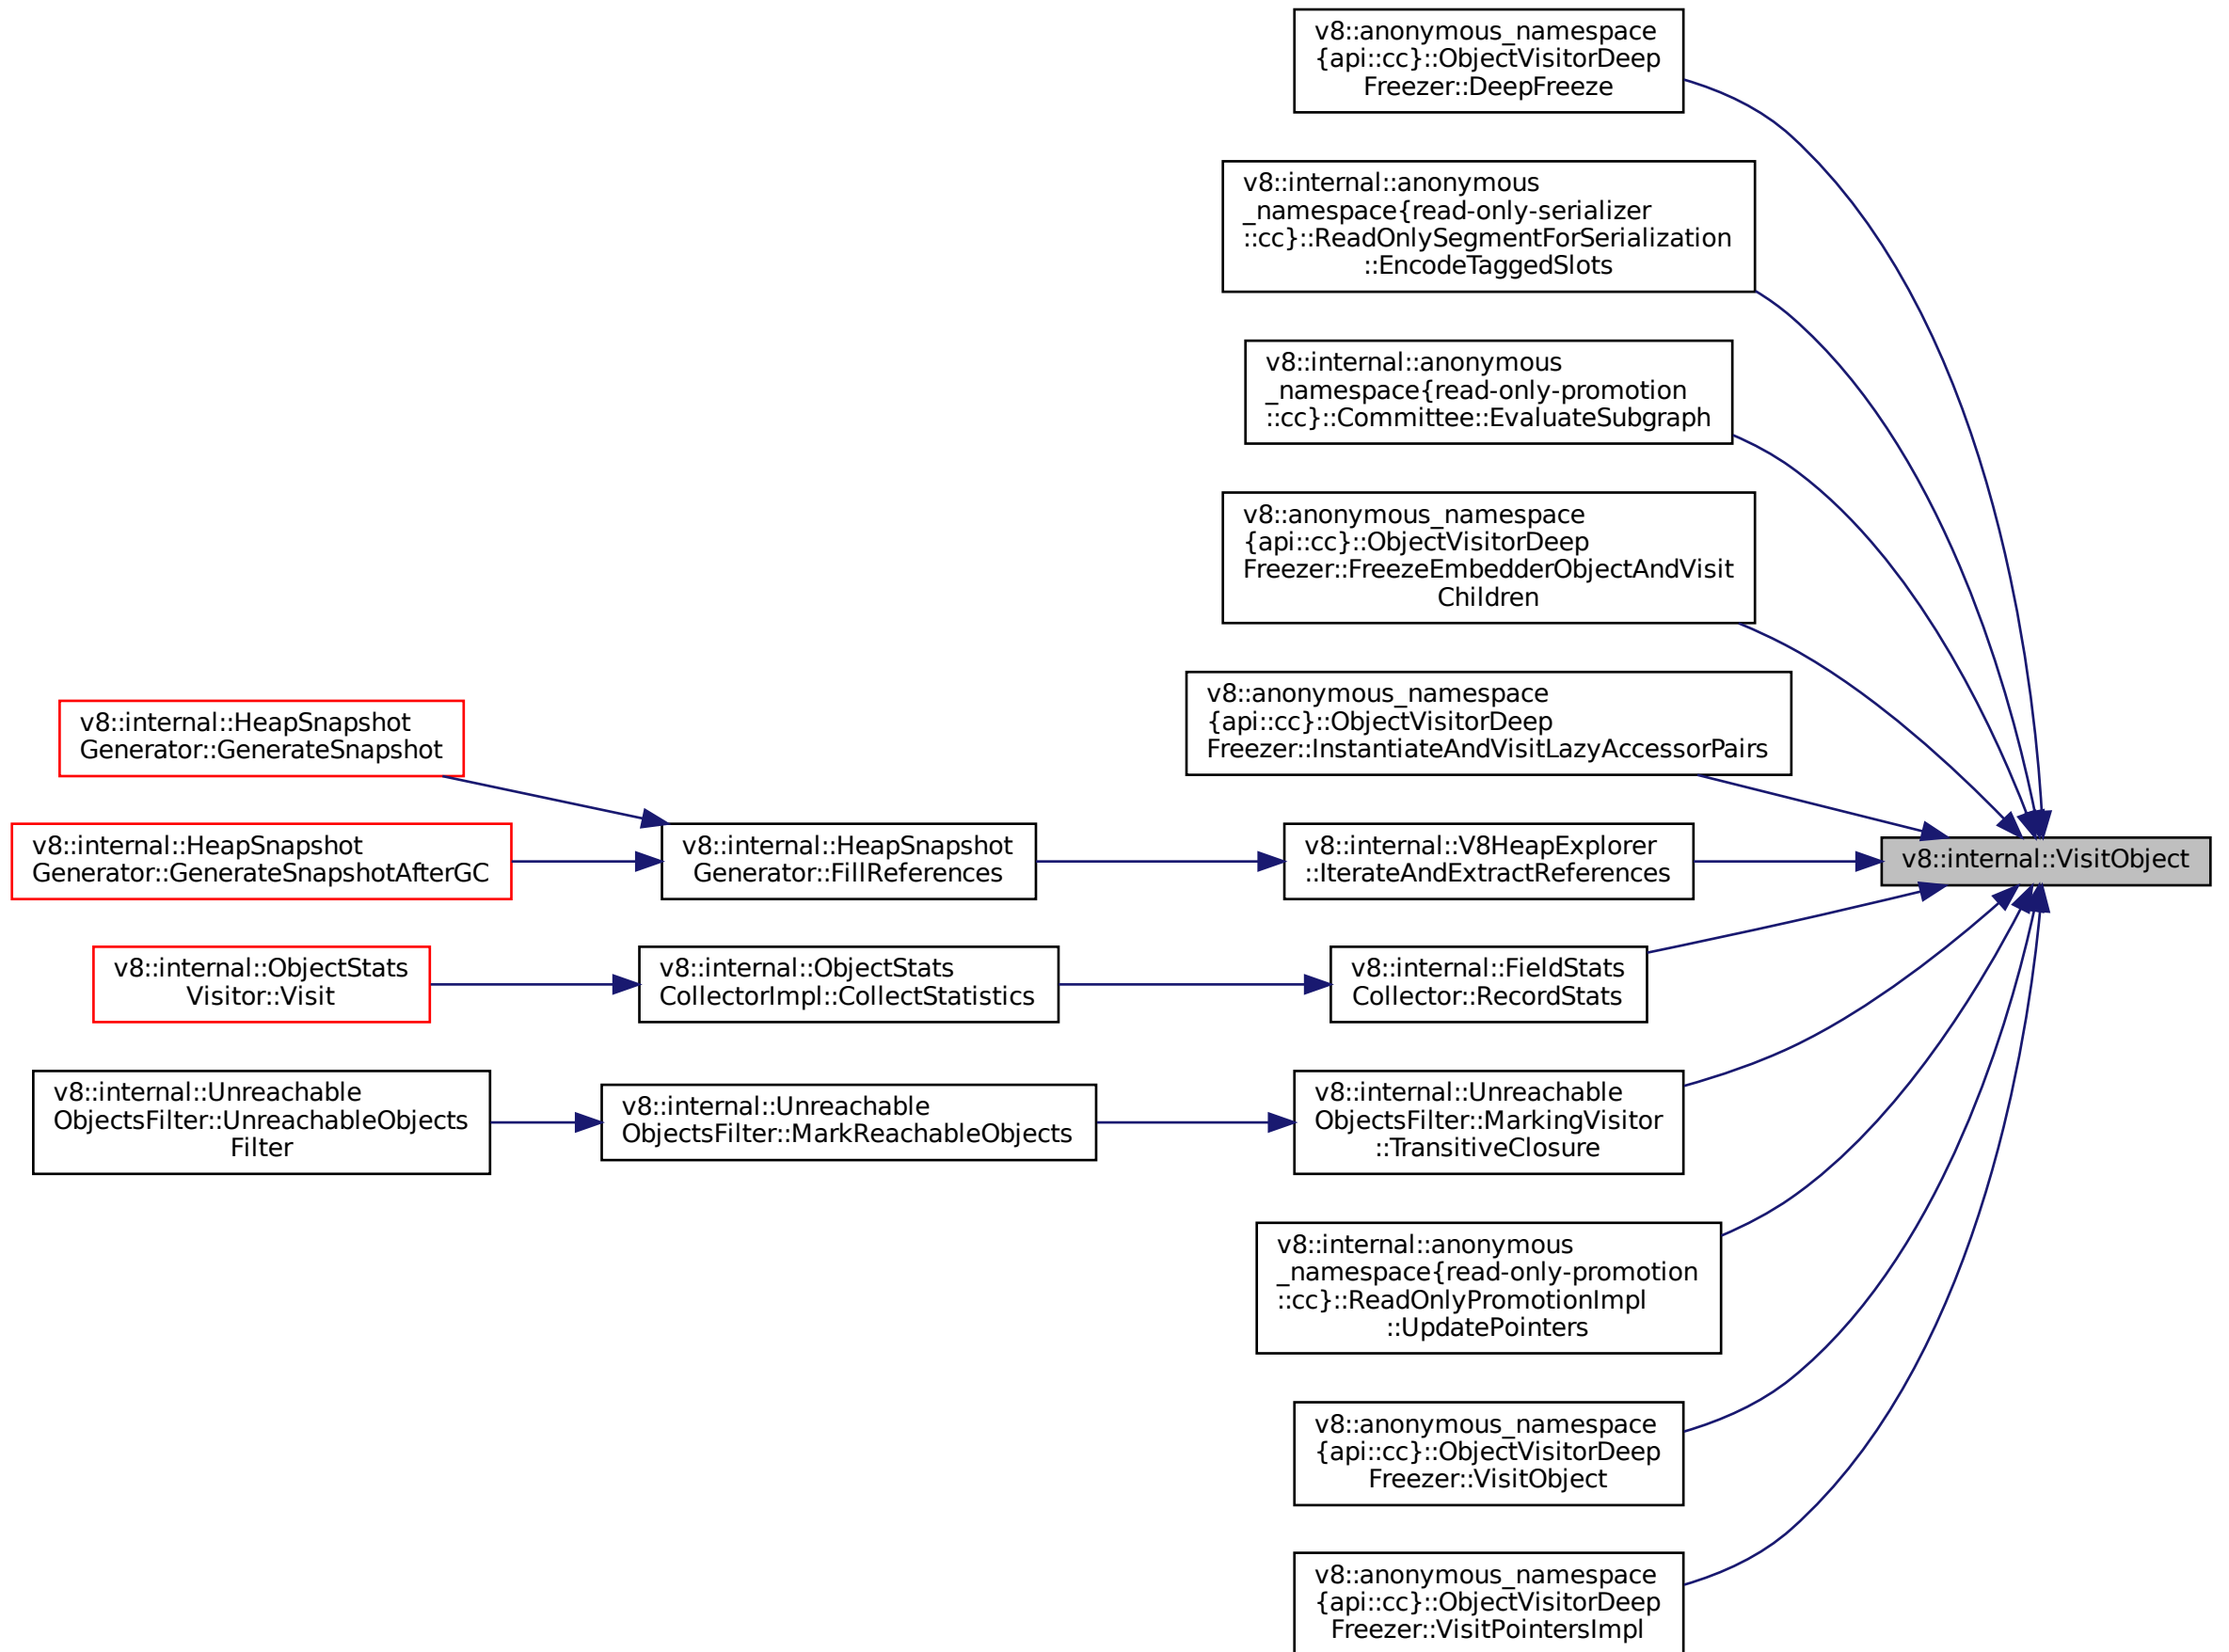 v8::anonymous_namespace
{api::cc}::ObjectVisitorDeep
Freezer::DeepFreeze
v8::internal::anonymous
_namespace{read-only-serializer
::cc}::ReadOnlySegmentForSerialization
::EncodeTaggedSlots
v8::internal::anonymous
_namespace{read-only-promotion
::cc}::Committee::EvaluateSubgraph
v8::anonymous_namespace
{api::cc}::ObjectVisitorDeep
Freezer::FreezeEmbedderObjectAndVisit
Children
v8::anonymous_namespace
{api::cc}::ObjectVisitorDeep
Freezer::InstantiateAndVisitLazyAccessorPairs
v8::internal::HeapSnapshot
Generator::GenerateSnapshot
v8::internal::HeapSnapshot
Generator::GenerateSnapshotAfterGC
v8::internal::HeapSnapshot
Generator::FillReferences
v8::internal::V8HeapExplorer
::IterateAndExtractReferences
v8::internal::VisitObject
v8::internal::ObjectStats
Visitor::Visit
v8::internal::ObjectStats
CollectorImpl::CollectStatistics
v8::internal::FieldStats
Collector::RecordStats
v8::internal::Unreachable
ObjectsFilter::UnreachableObjects
Filter
v8::internal::Unreachable
ObjectsFilter::MarkReachableObjects
v8::internal::Unreachable
ObjectsFilter::MarkingVisitor
::TransitiveClosure
v8::internal::anonymous
_namespace{read-only-promotion
::cc}::ReadOnlyPromotionImpl
::UpdatePointers
v8::anonymous_namespace
{api::cc}::ObjectVisitorDeep
Freezer::VisitObject
v8::anonymous_namespace
{api::cc}::ObjectVisitorDeep
Freezer::VisitPointersImpl